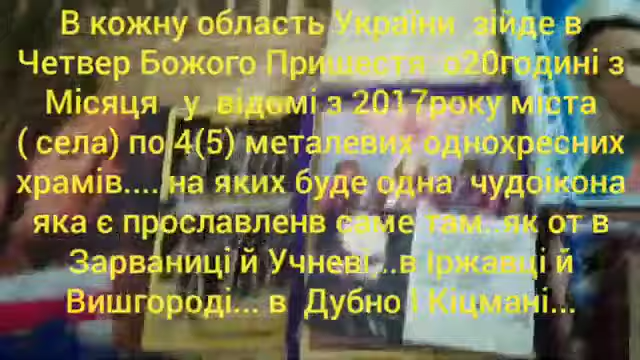 В кожну область України зійде в
Четвер Божого Пришестя о20годині з
Місяця у відомі з 2017року міста
( села) по 4(5) металевих однохресних
храмів.... на яких буде одна чудоікона
яка є прославленв саме там..як от в
Зарваниці й Учневі ..в Іржавці й
Вишгороді... в Дубно і Кіцмані...